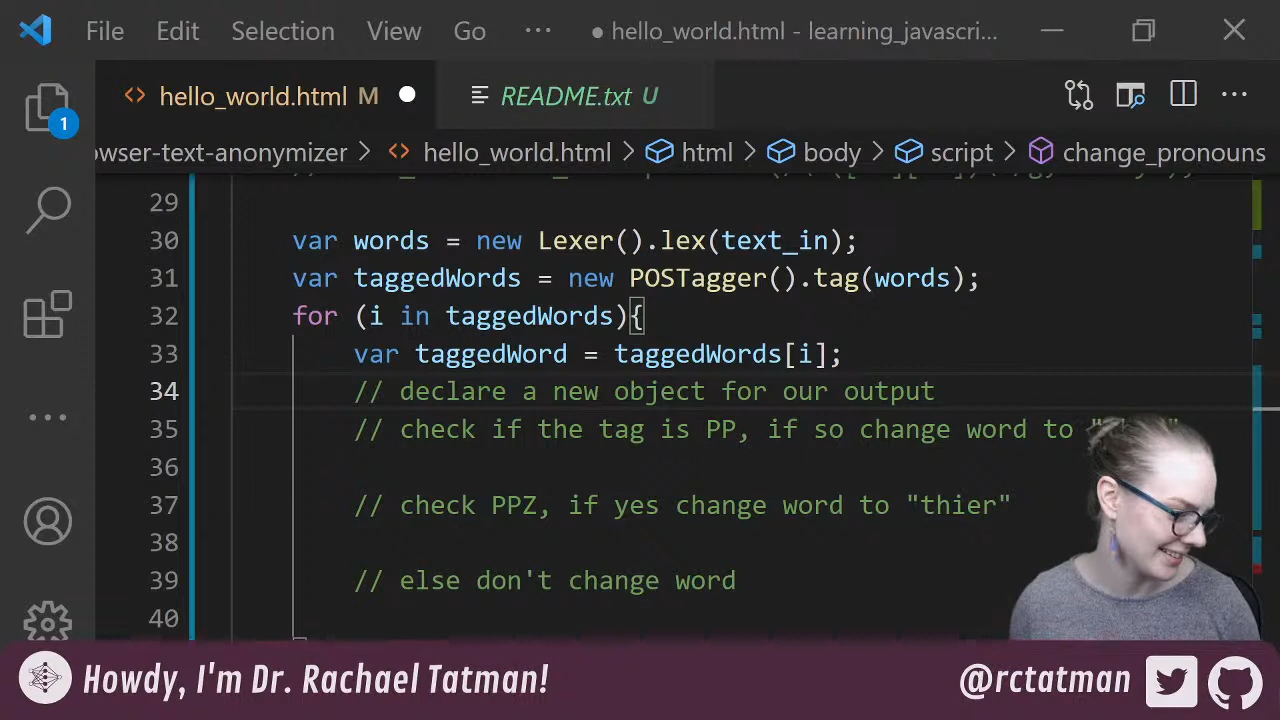 File Edit Selection View Go ··· ● hello_world.html - learning_javascri...
hello_world.html M README.txt U
1
owser-text-anonymizer > hello_world.html > html > body > script > change_pronouns
29
30 var words = new Lexer().lex(text_in);
31 var taggedWords = new POSTagger().tag(words);
32 for (i in taggedWords){
33 var taggedWord = taggedWords[i];
34 // declare a new object for our output
35 // check if the tag is PP, if so change word to
36
37 // check PPZ, if yes change word to "thier"
38
39 // else don't change word
40
Howdy, I'm Dr. Rachael Tatman! @rctatman